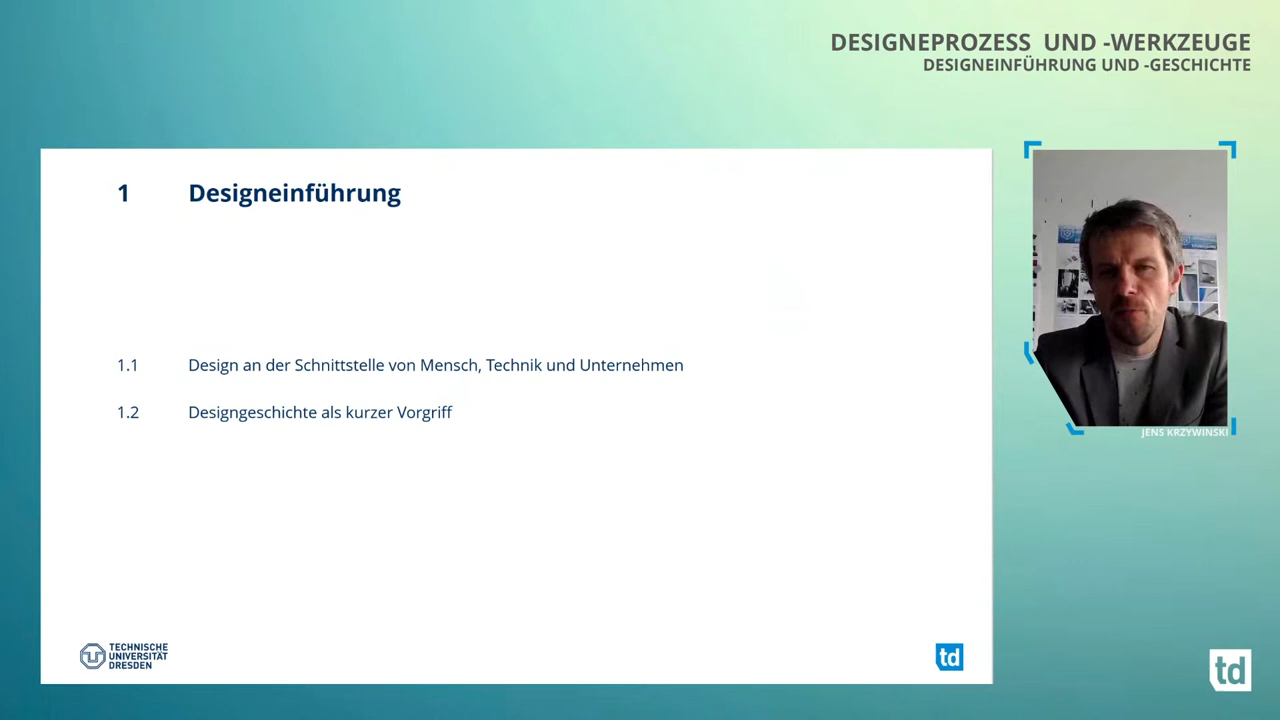 DESIGNEPROZESS UND -WERKZEUGE
DESIGNEINFÜHRUNG UND -GESCHICHTE
1 Designeinführung
1.1 Design an der Schnittstelle von Mensch, Technik und Unternehmen
1.2 Designgeschichte als kurzer Vorgriff
JENS KRZYWINSKI
TECHNISCHE
UNIVERSITÄT
DRESDEN
td
td